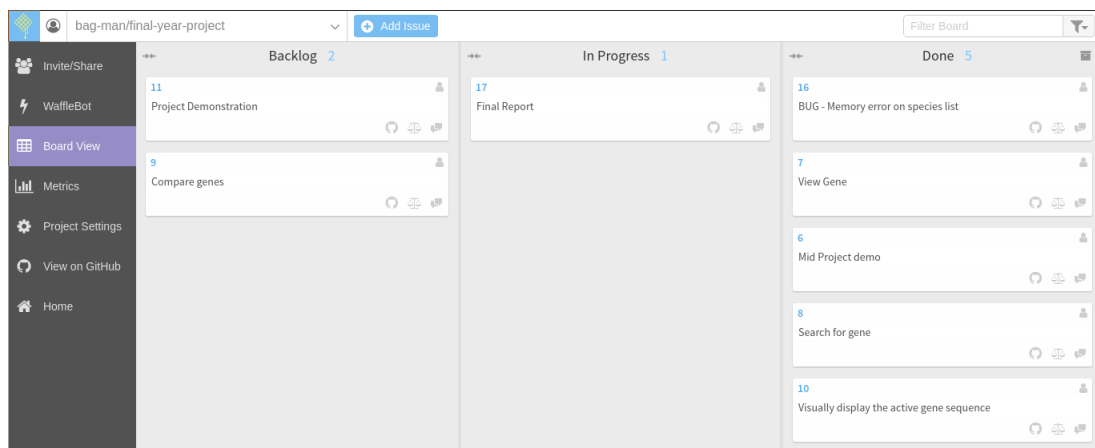 bag-man/final-year-project
Add Issue
Filter Board
Invite/Share
WaffleBot
Board View
Metrics
Project Settings
View on GitHub
Home
Backlog 2
11
Project Demonstration
9
Compare genes
In Progress 1
17
Final Report
Done 5
16
BUG - Memory error on species list
7
View Gene
6
Mid Project demo
8
Search for gene
10
Visually display the active gene sequence